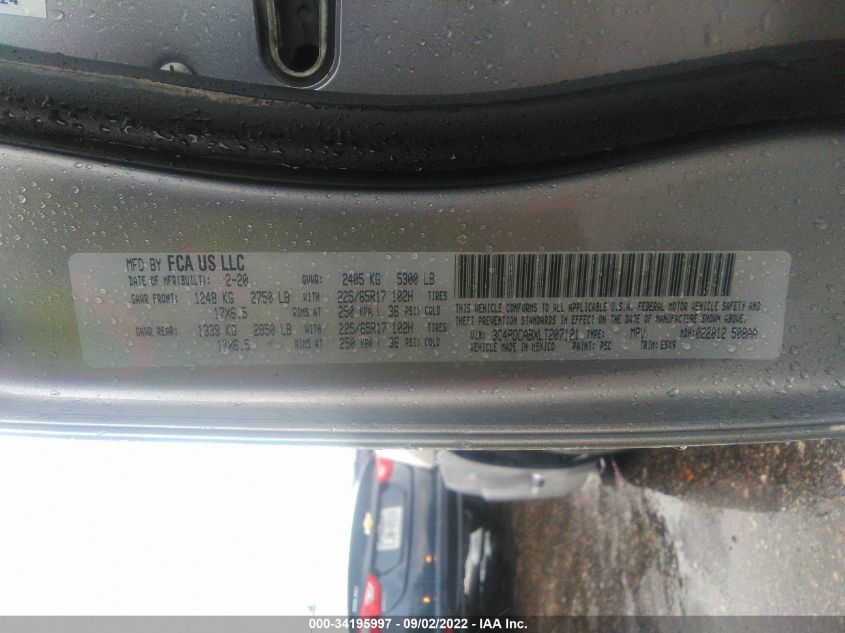 24
MFD BY FCA US LLC
DATE OF MFR(BUILT): 2-20 GVWR: 2405 KG 5300 LB
GAWR FRONT: 1248 KG 2750 LB WITH 225/65R17 102H TIRES
17X6.5 RIMS AT 250 KPA ( 36 PSI) COLD
GAWR REAR: 1339 KG 2950 LB WITH 225/65R17 102H TIRES
17X6.5 RIMS AT 250 KPA ( 36 PSI) COLD
THIS VEHICLE CONFORMS TO ALL APPLICABLE U.S.A. FEDERAL MOTOR VEHICLE SAFETY AND
THEFT PREVENTION STANDARDS IN EFFECT ON THE DATE OF MANUFACTURE SHOWN ABOVE.
VIN: 3C4PDCABXLT207121 TYPE: MPV MDH: 022012 508AA
VEHICLE MADE IN MEXICO PAINT: PSC TRIM: E5X9
000-34195997 - 09/02/2022 - IAA Inc.